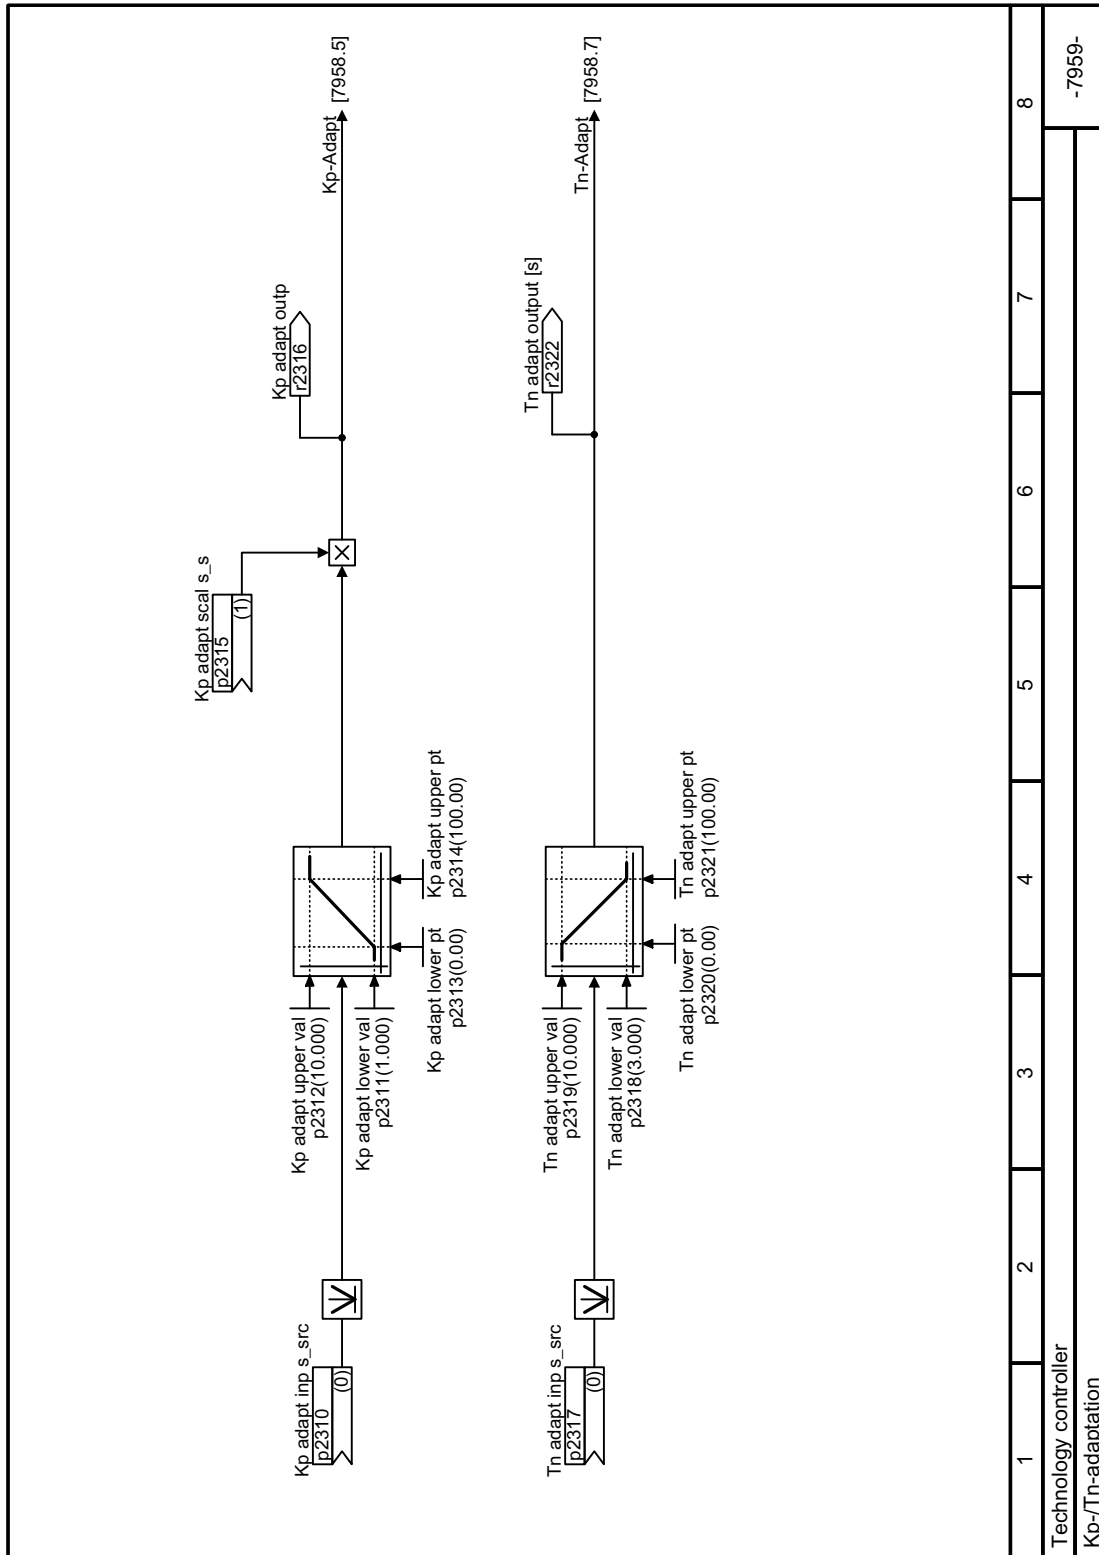 Kp adapt inp s_src
p2310
(0)
Kp adapt upper val
p2312(10.000)
Kp adapt lower val
p2311(1.000)
Kp adapt lower pt
p2313(0.00)
Kp adapt upper pt
p2314(100.00)
Kp adapt scal s_s
p2315
(1)
X
Kp adapt outp
r2316
Kp-Adapt
[7958.5]
Tn adapt inp s_src
p2317
(0)
Tn adapt upper val
p2319(10.000)
Tn adapt lower val
p2318(3.000)
Tn adapt lower pt
p2320(0.00)
Tn adapt upper pt
p2321(100.00)
Tn adapt output [s]
r2322
Tn-Adapt
[7958.7]
1
2
3
4
5
6
7
8
Technology controller
-7959-
Kp-/Tn-adaptation